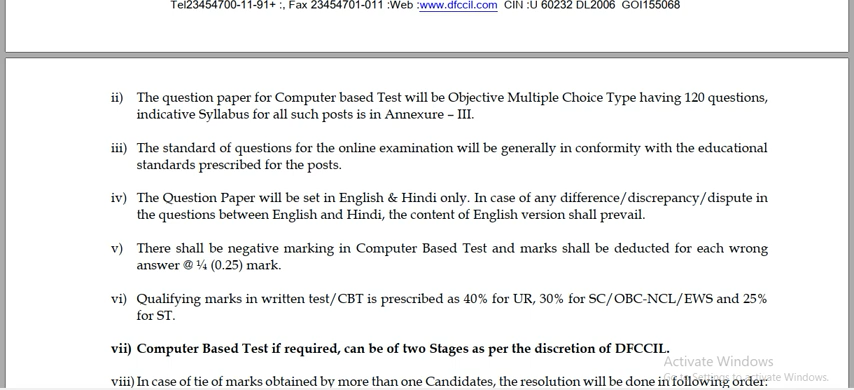 Tel23454700-11-91+ :, Fax 23454701-011 :Web :www.dfccil.com CIN :U 60232 DL2006 GOI155068
ii) The question paper for Computer based Test will be Objective Multiple Choice Type having 120 questions,
indicative Syllabus for all such posts is in Annexure – III.
iii) The standard of questions for the online examination will be generally in conformity with the educational
standards prescribed for the posts.
iv) The Question Paper will be set in English & Hindi only. In case of any difference/discrepancy/dispute in
the questions between English and Hindi, the content of English version shall prevail.
v) There shall be negative marking in Computer Based Test and marks shall be deducted for each wrong
answer @ ¼ (0.25) mark.
vi) Qualifying marks in written test/CBT is prescribed as 40% for UR, 30% for SC/OBC-NCL/EWS and 25%
for ST.
vii) Computer Based Test if required, can be of two Stages as per the discretion of DFCCIL.
Activate Windows
Go to Settings to activate Windows.
viii) In case of tie of marks obtained by more than one Candidates, the resolution will be done in following order: